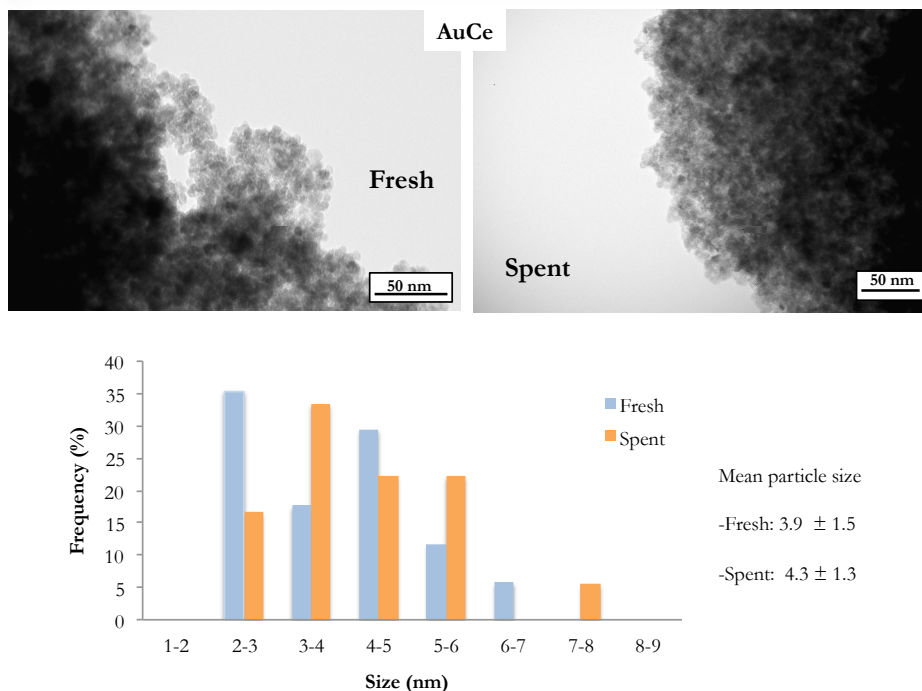 AuCe
Fresh
50 nm
Spent
50 nm
40
35
30
25
20
15
10
5
0
Frequency (%)
1-2
2-3
3-4
4-5
5-6
6-7
7-8
8-9
Size (nm)
Fresh
Spent
Mean particle size
-Fresh: 3.9 ± 1.5
-Spent: 4.3 ± 1.3